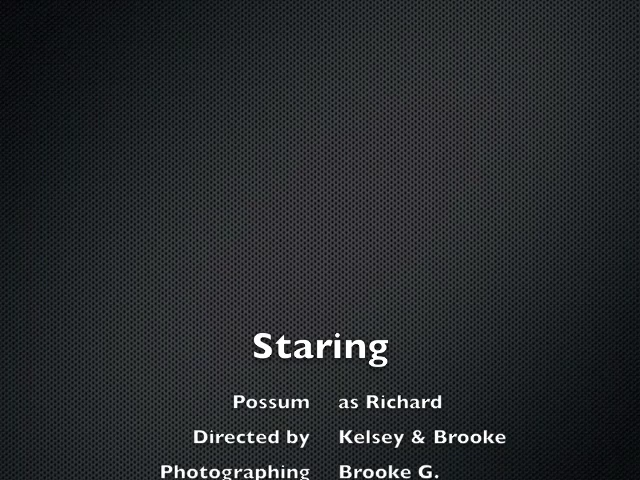 Staring
Possum as Richard
Directed by Kelsey & Brooke
Photographing Brooke G.